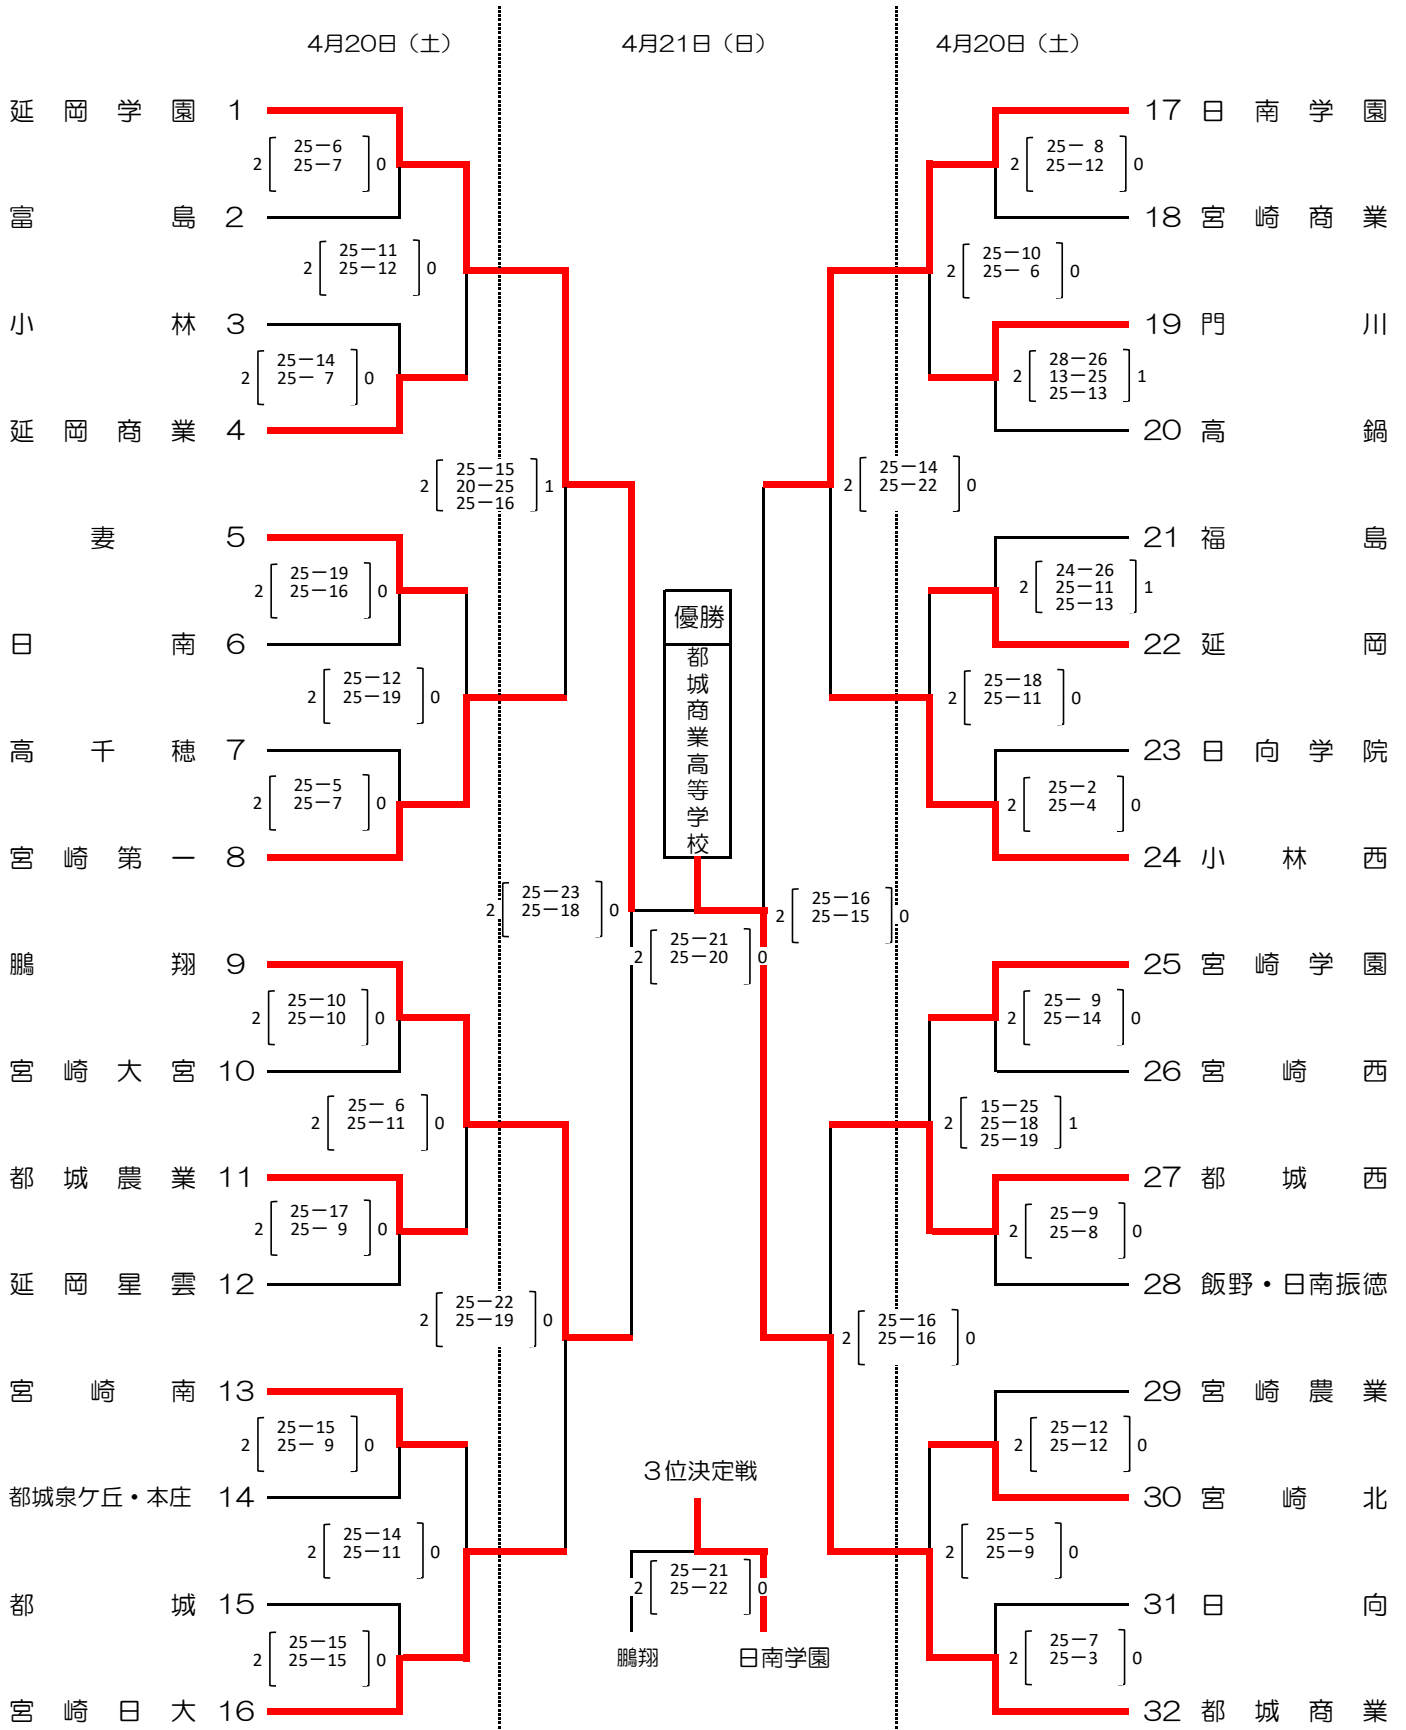 4月20日（土）
4月21日（日）
4月20日（土）
延岡学園 1
2 25－6 0
25－7
富島 2
2 25－11 0
25－12
小林 3
2 25－14 0
25－ 7
延岡商業 4
2 25－15 1
20－25
25－16
妻 5
2 25－19 0
25－16
日南 6
2 25－12 0
25－19
高千穂 7
2 25－5 0
25－7
宮崎第一 8
2 25－23 0
25－18
鵬翔 9
2 25－10 0
25－10
宮崎大宮 10
2 25－ 6 0
25－11
都城農業 11
2 25－17 0
25－ 9
延岡星雲 12
2 25－22 0
25－19
宮崎南 13
2 25－15 0
25－ 9
都城泉ケ丘・本庄 14
2 25－14 0
25－11
都城 15
2 25－15 0
25－15
宮崎日大 16
優勝
都城商業高等学校
2 25－21 0
25－20
3位決定戦
2 25－21 0
25－22
鵬翔
日南学園
17 日南学園
2 25－ 8 0
25－12
18 宮崎商業
2 25－10 0
25－ 6
19 門川
2 28－26 1
13－25
25－13
20 高鍋
2 25－14 0
25－22
21 福島
2 24－26 1
25－11
25－13
22 延岡
2 25－18 0
25－11
23 日向学院
2 25－2 0
25－4
24 小林西
2 25－16 0
25－15
25 宮崎学園
2 25－ 9 0
25－14
26 宮崎西
2 15－25 1
25－18
25－19
27 都城西
2 25－9 0
25－8
28 飯野・日南振徳
2 25－16 0
25－16
29 宮崎農業
2 25－12 0
25－12
30 宮崎北
2 25－5 0
25－9
31 日向
2 25－7 0
25－3
32 都城商業